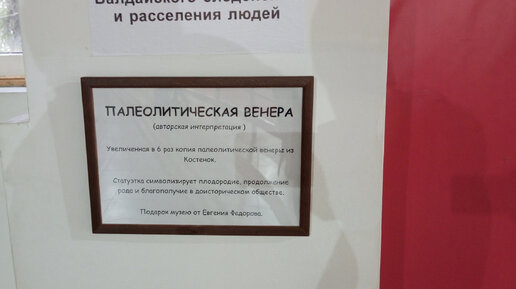 Валдайского оледен
и расселения людей
ПАЛЕОЛИТИЧЕСКАЯ ВЕНЕРА
(авторская интерпретация )
Увеличенная в 6 раз копия палеолитической венеры из
Костенок.
Статуэтка символизирует плодородие, продолжение
рода и благополучие в доисторическом обществе.
Подарок музею от Евгения Федорова.